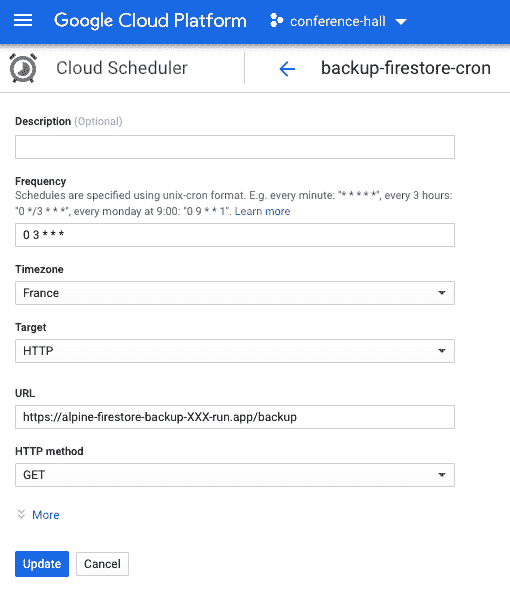 Google Cloud Platform conference-hall
Cloud Scheduler backup-firestore-cron
Description (Optional)
Frequency
Schedules are specified using unix-cron format. E.g. every minute: "* * * * *", every 3 hours:
"0 */3 * * *", every monday at 9:00: "0 9 * * 1". Learn more
0 3 * * *
Timezone
France
Target
HTTP
URL
https://alpine-firestore-backup-XXX-run.app/backup
HTTP method
GET
More
Update Cancel